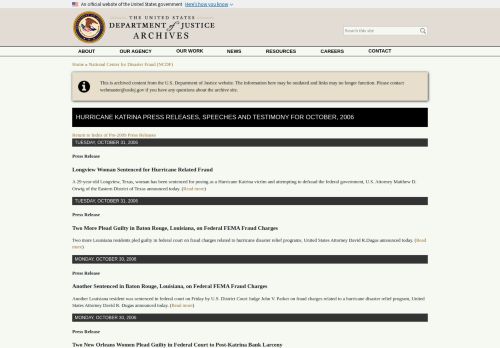 An official website of the United States government Here's how you know
THE UNITED STATES
DEPARTMENT of JUSTICE
ARCHIVES
Search this site
ABOUT OUR AGENCY OUR WORK NEWS RESOURCES CAREERS CONTACT
Home » National Center for Disaster Fraud (NCDF)
This is archived content from the U.S. Department of Justice website. The information here may be outdated and links may no longer function. Please contact
webmaster@usdoj.gov if you have any questions about the archive site.
HURRICANE KATRINA PRESS RELEASES, SPEECHES AND TESTIMONY FOR OCTOBER, 2006
Return to Index of Pre-2009 Press Releases
TUESDAY, OCTOBER 31, 2006
Press Release
Longview Woman Sentenced for Hurricane Related Fraud
A 29-year-old Longview, Texas, woman has been sentenced for posing as a Hurricane Katrina victim and attempting to defraud the federal government, U.S. Attorney Matthew D.
Orwig of the Eastern District of Texas announced today. (Read more)
TUESDAY, OCTOBER 31, 2006
Press Release
Two More Plead Guilty in Baton Rouge, Louisiana, on Federal FEMA Fraud Charges
Two more Louisiana residents pled guilty in federal court on fraud charges related to hurricane disaster relief programs, United States Attorney David R.Dugas announced today. (Read
more)
MONDAY, OCTOBER 30, 2006
Press Release
Another Sentenced in Baton Rouge, Louisiana, on Federal FEMA Fraud Charges
Another Louisiana resident was sentenced in federal court on Friday by U.S. District Court Judge John V. Parker on fraud charges related to a hurricane disaster relief program, United
States Attorney David R. Dugas announced today. (Read more)
MONDAY, OCTOBER 30, 2006
Press Release
Two New Orleans Women Plead Guilty in Federal Court to Post-Katrina Bank Larceny